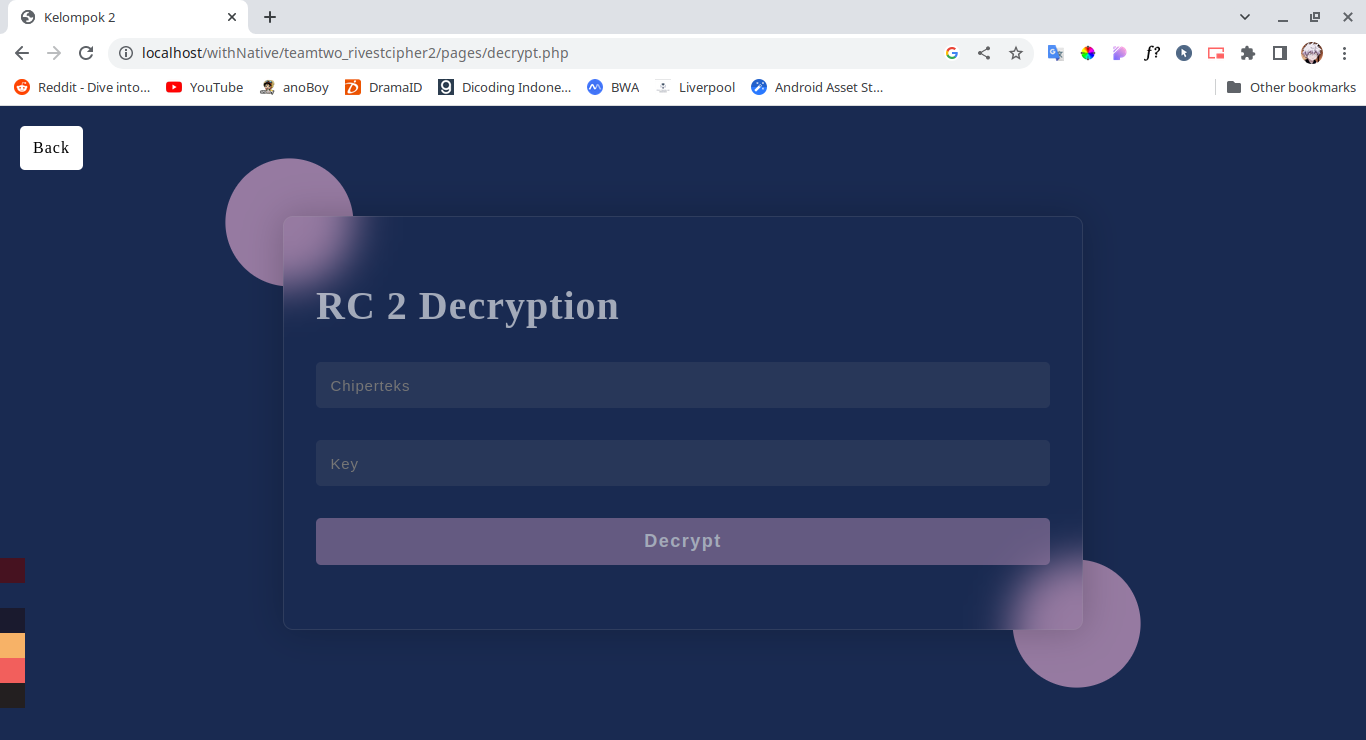 Kelompok 2
localhost/withNative/teamtwo_rivestcipher2/pages/decrypt.php
f?
Reddit - Dive into… YouTube anoBoy DramaID Dicoding Indone… BWA Liverpool Android Asset St… Other bookmarks
Back
RC 2 Decryption
Chiperteks
Key
Decrypt